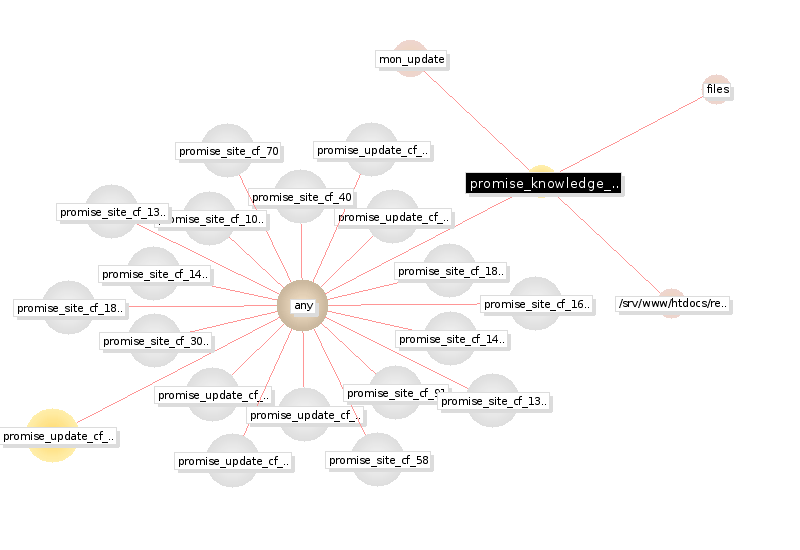 mon_update
files
promise_site_cf_70
promise_update_cf_..
promise_knowledge_..
promise_site_cf_40
promise_site_cf_13..
promise_site_cf_10..
promise_update_cf_..
promise_site_cf_14..
promise_site_cf_18..
promise_site_cf_18..
any
promise_site_cf_16..
/srv/www/htdocs/re..
promise_site_cf_30..
promise_site_cf_14..
promise_update_cf_..
promise_site_cf_9
promise_site_cf_13..
promise_update_cf_..
promise_update_cf_..
promise_update_cf_..
promise_site_cf_58